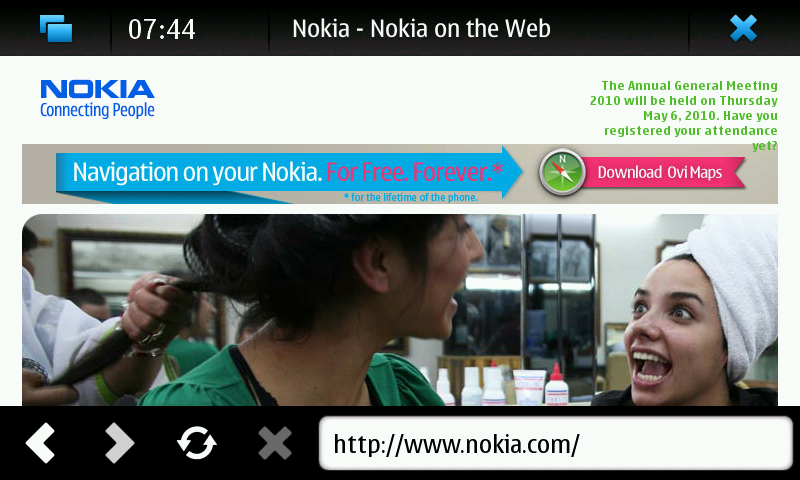 07:44
Nokia - Nokia on the Web
NOKIA
Connecting People
The Annual General Meeting
2010 will be held on Thursday
May 6, 2010. Have you
registered your attendance
yet?
Navigation on your Nokia. For Free. Forever.*
* for the lifetime of the phone.
N
Download Ovi Maps
http://www.nokia.com/